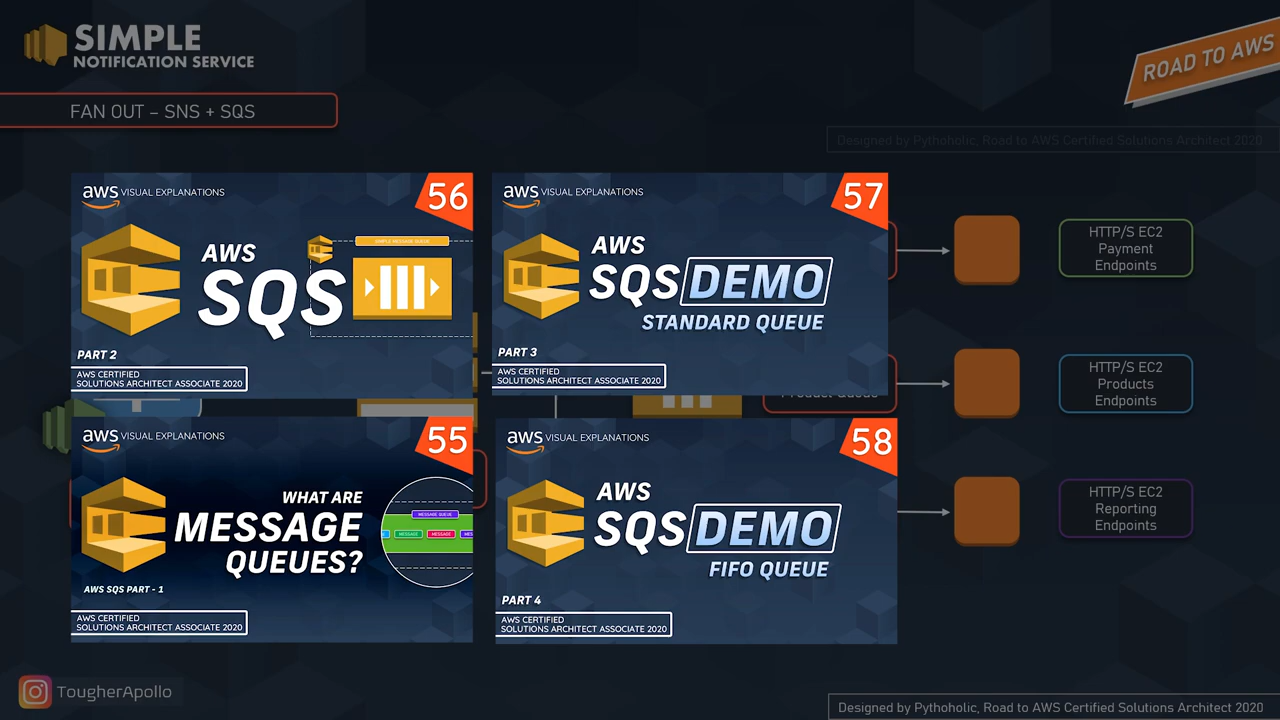 SIMPLE
NOTIFICATION SERVICE
ROAD TO AWS
FAN OUT – SNS + SQS
Designed by Pythoholic, Road to AWS Certified Solutions Architect 2020
aws VISUAL EXPLANATIONS
56
SIMPLE MESSAGE QUEUE
AWS
SQS
PART 2
AWS CERTIFIED
SOLUTIONS ARCHITECT ASSOCIATE 2020
aws VISUAL EXPLANATIONS
57
AWS
SQS DEMO
STANDARD QUEUE
PART 3
AWS CERTIFIED
SOLUTIONS ARCHITECT ASSOCIATE 2020
HTTP/S EC2
Payment
Endpoints
HTTP/S EC2
Products
Endpoints
Product Queue
aws VISUAL EXPLANATIONS
55
WHAT ARE
MESSAGE
QUEUES?
MESSAGE QUEUE
MESSAGE
MESSAGE
AWS SQS PART - 1
AWS CERTIFIED
SOLUTIONS ARCHITECT ASSOCIATE 2020
aws VISUAL EXPLANATIONS
58
AWS
SQS DEMO
FIFO QUEUE
PART 4
AWS CERTIFIED
SOLUTIONS ARCHITECT ASSOCIATE 2020
HTTP/S EC2
Reporting
Endpoints
TougherApollo
Designed by Pythoholic, Road to AWS Certified Solutions Architect 2020